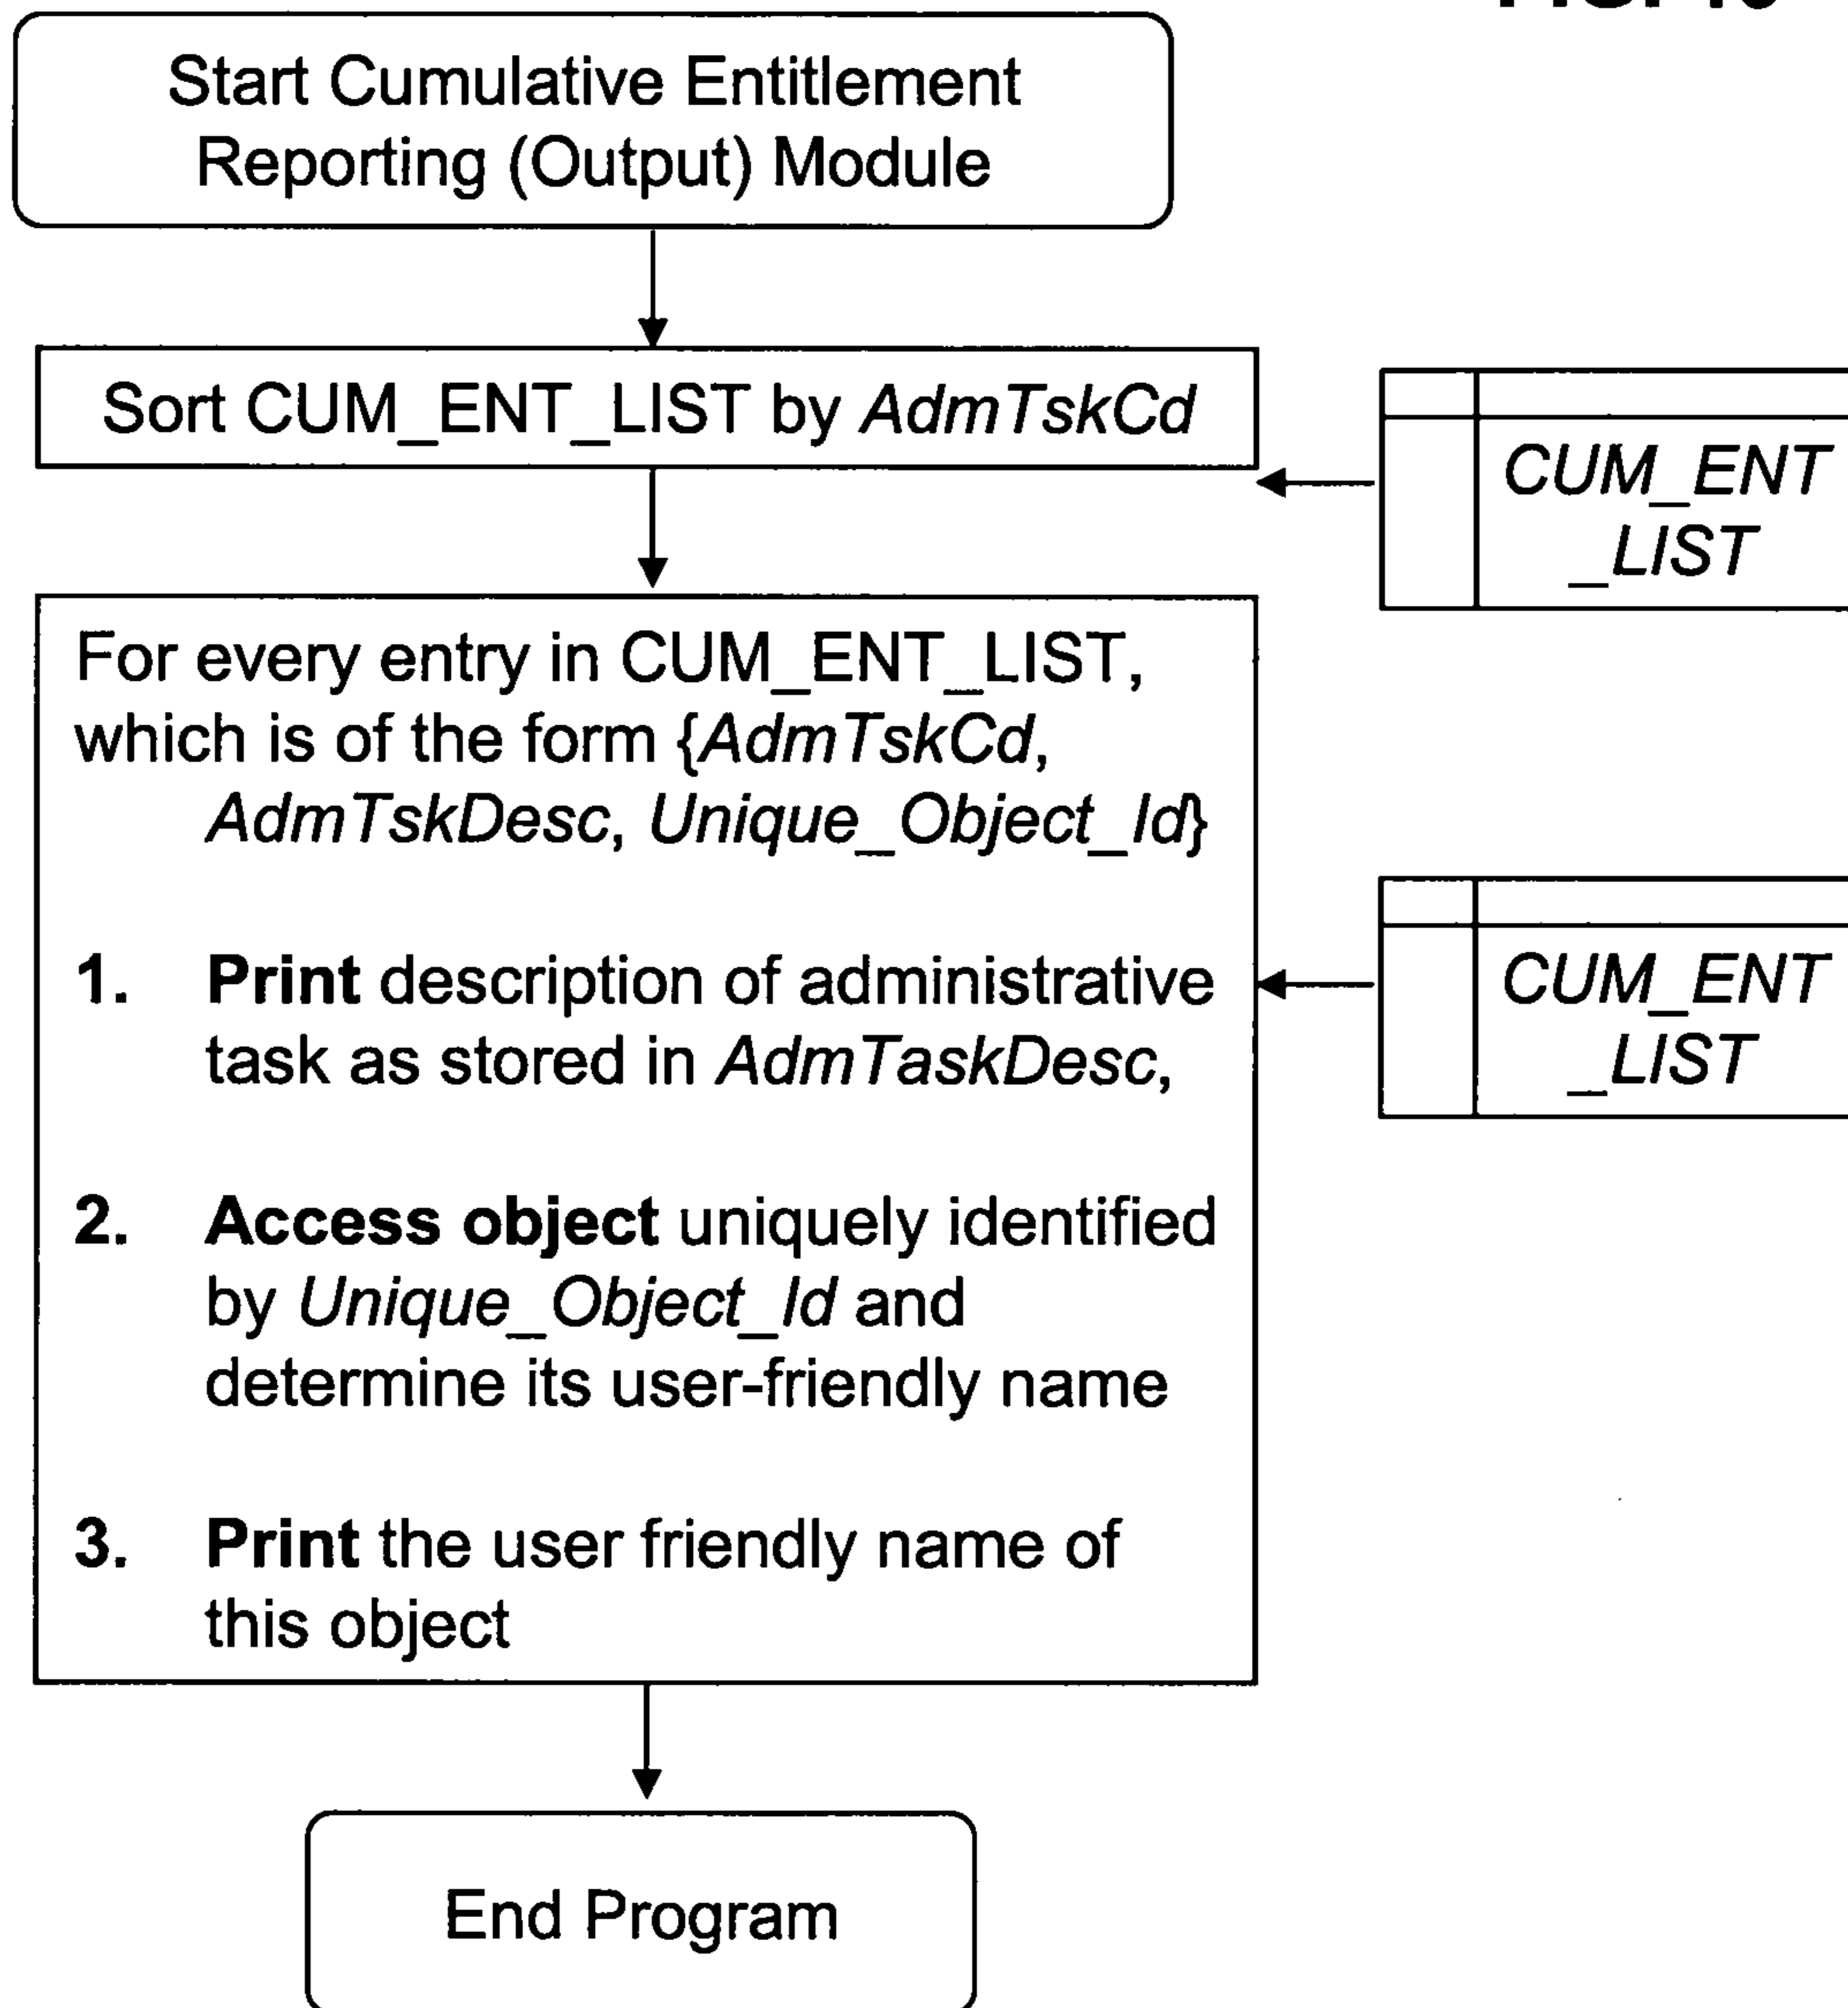 Start Cumulative Entitlement
Reporting (Output) Module
Sort CUM_ENT_LIST by AdmTskCd
CUM_ENT
_LIST
For every entry in CUM_ENT_LIST,
which is of the form {AdmTskCd,
AdmTskDesc, Unique_Object_Id}
1. Print description of administrative
task as stored in AdmTaskDesc,
CUM_ENT
_LIST
2. Access object uniquely identified
by Unique_Object_Id and
determine its user-friendly name
3. Print the user friendly name of
this object
End Program